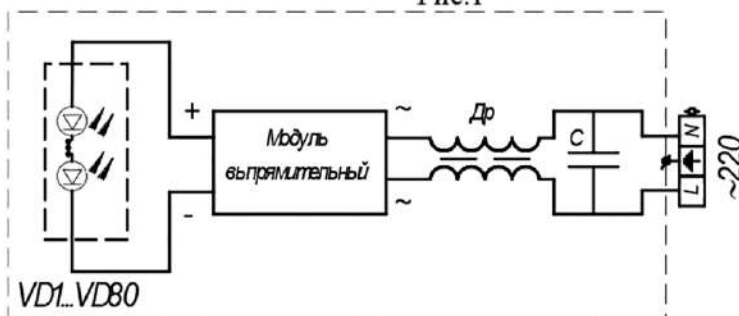 +
~
Др
Модуль
выпрямительный
C
N
L
~220
-
~
VD1...VD80